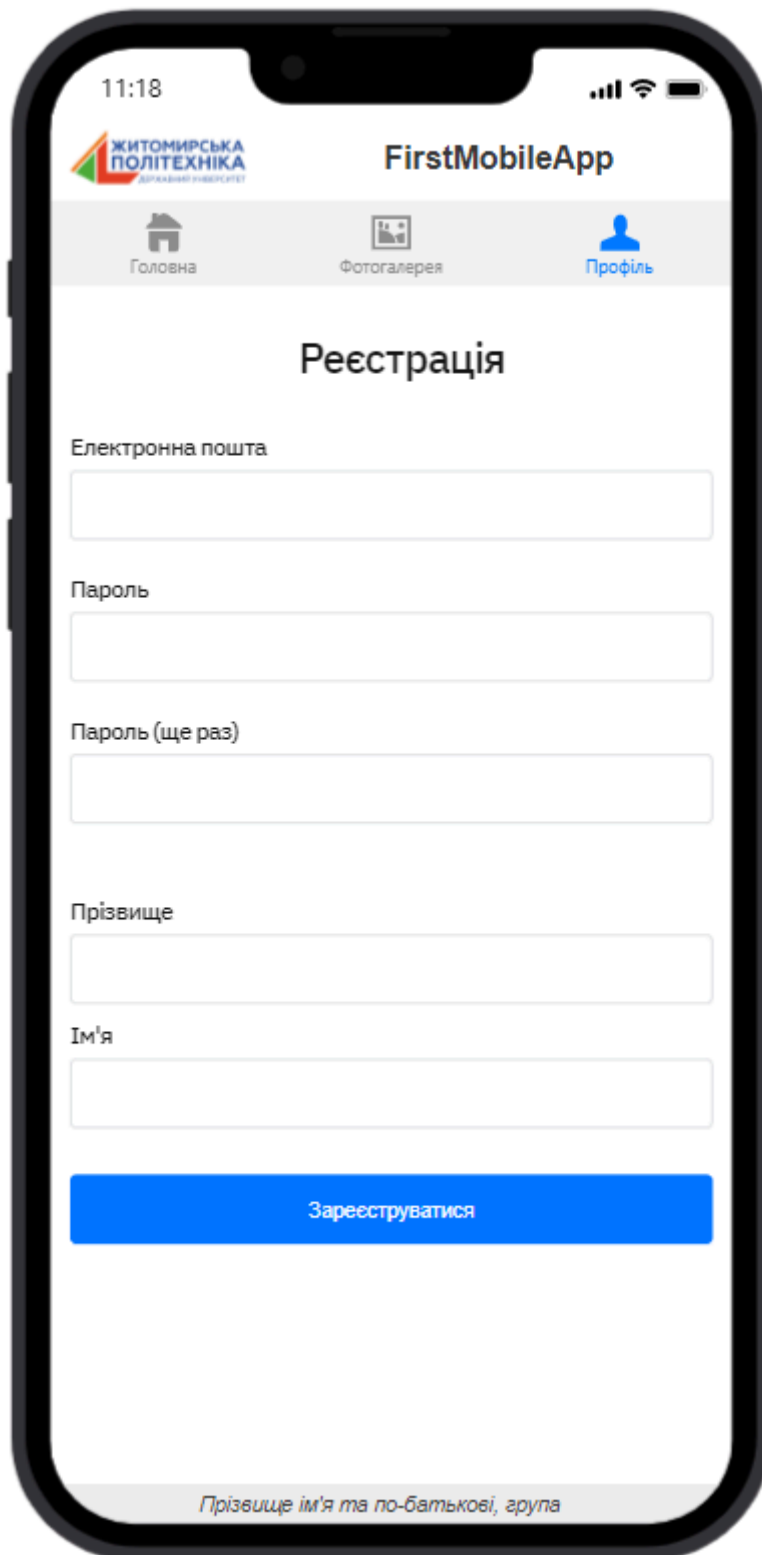 11:18
ЖИТОМИРСЬКА
ПОЛІТЕХНІКА
ДЕРЖАВНИЙ УНІВЕРСИТЕТ
FirstMobileApp
Головна
Фотогалерея
Профіль
Реєстрація
Електронна пошта
Пароль
Пароль (ще раз)
Прізвище
Ім'я
Зареєструватися
Прізвище ім'я та по-батькові, група